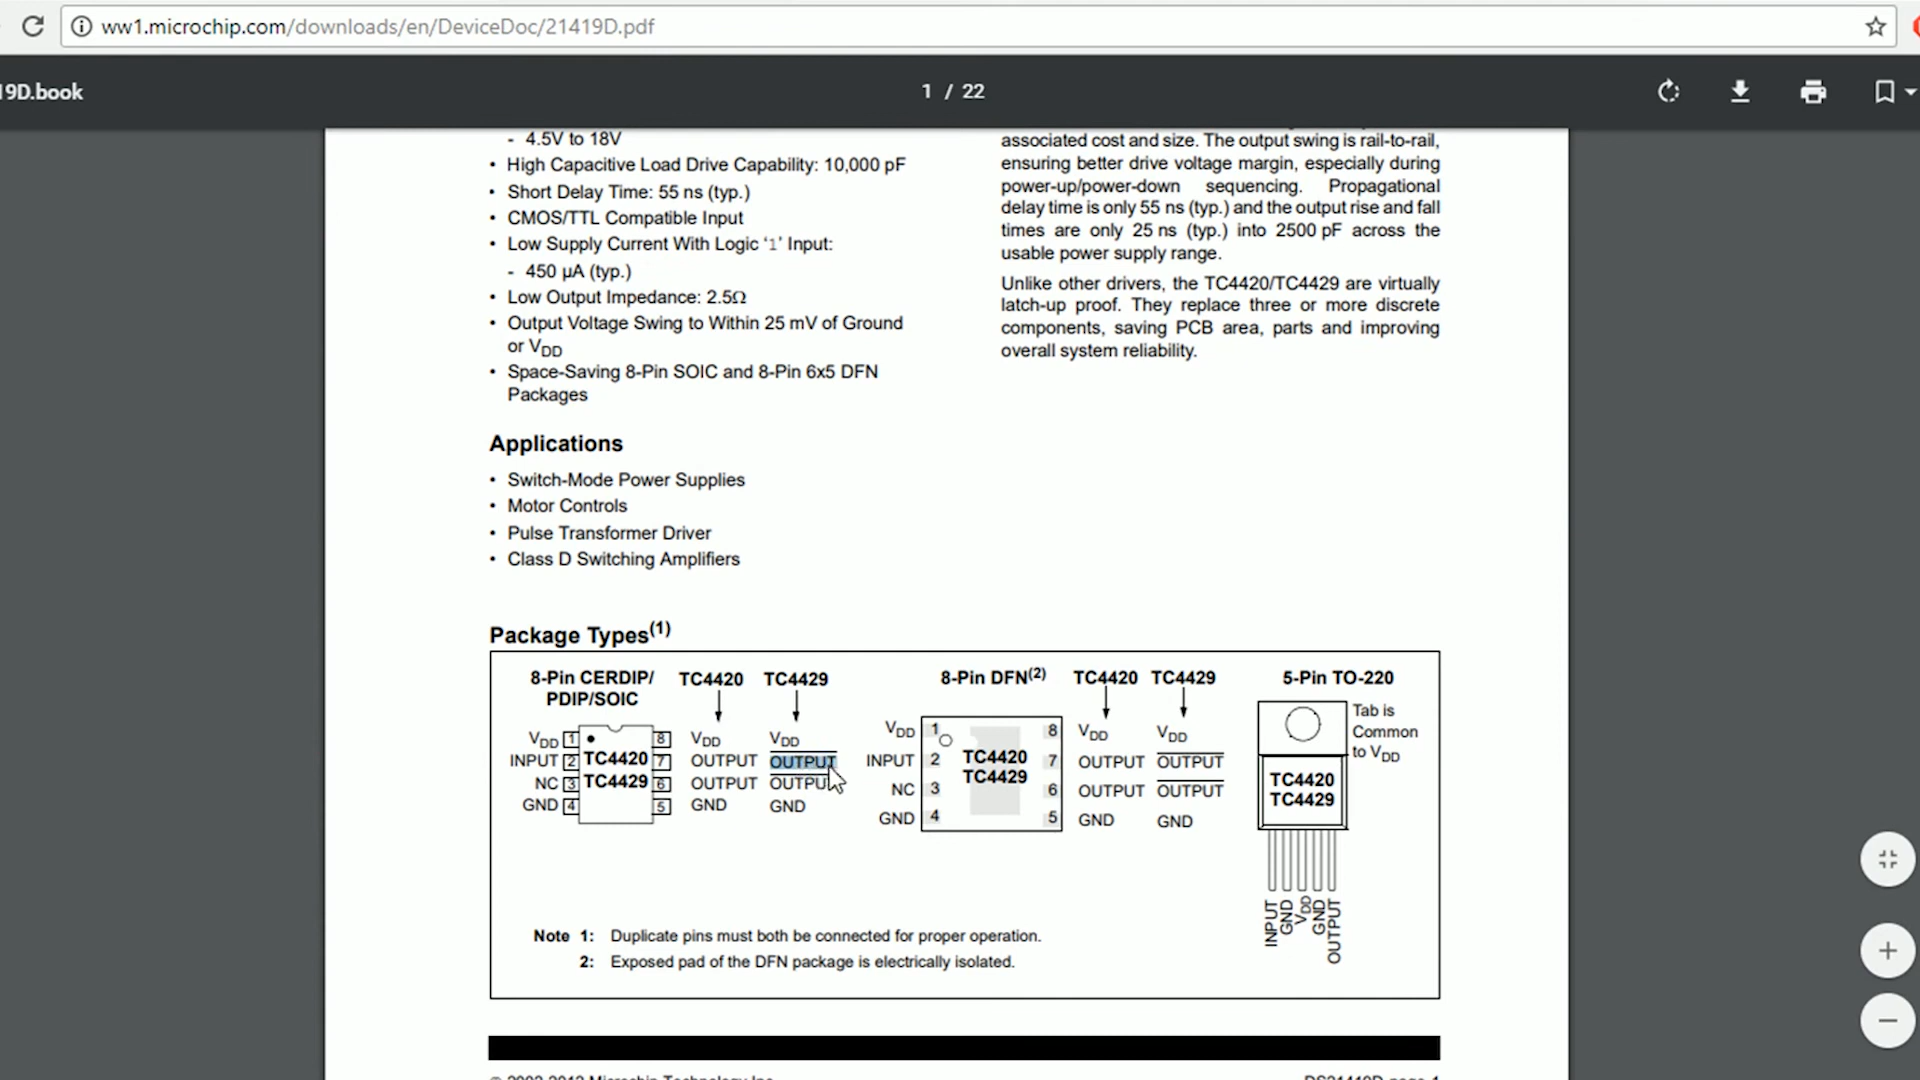 ww1.microchip.com/downloads/en/DeviceDoc/21419D.pdf
19D.book
1 / 22
- 4.5V to 18V
• High Capacitive Load Drive Capability: 10,000 pF
• Short Delay Time: 55 ns (typ.)
• CMOS/TTL Compatible Input
• Low Supply Current With Logic ‘1’ Input:
- 450 µA (typ.)
• Low Output Impedance: 2.5Ω
• Output Voltage Swing to Within 25 mV of Ground
or VDD
• Space-Saving 8-Pin SOIC and 8-Pin 6x5 DFN
Packages
Applications
• Switch-Mode Power Supplies
• Motor Controls
• Pulse Transformer Driver
• Class D Switching Amplifiers
associated cost and size. The output swing is rail-to-rail,
ensuring better drive voltage margin, especially during
power-up/power-down sequencing. Propagational
delay time is only 55 ns (typ.) and the output rise and fall
times are only 25 ns (typ.) into 2500 pF across the
usable power supply range.
Unlike other drivers, the TC4420/TC4429 are virtually
latch-up proof. They replace three or more discrete
components, saving PCB area, parts and improving
overall system reliability.
Package Types(1)
8-Pin CERDIP/
PDIP/SOIC
TC4420 TC4429
VDD 1 8 VDD VDD
INPUT 2 TC4420 7 OUTPUT OUTPUT
NC 3 TC4429 6 OUTPUT OUTPUT
GND 4 5 GND GND
8-Pin DFN(2) TC4420 TC4429
VDD 1 8 VDD VDD
INPUT 2 TC4420 7 OUTPUT OUTPUT
TC4429
NC 3 6 OUTPUT OUTPUT
GND 4 5 GND GND
5-Pin TO-220
Tab is
Common
to VDD
TC4420
TC4429
INPUT
GND
VDD
GND
OUTPUT
Note 1: Duplicate pins must both be connected for proper operation.
2: Exposed pad of the DFN package is electrically isolated.